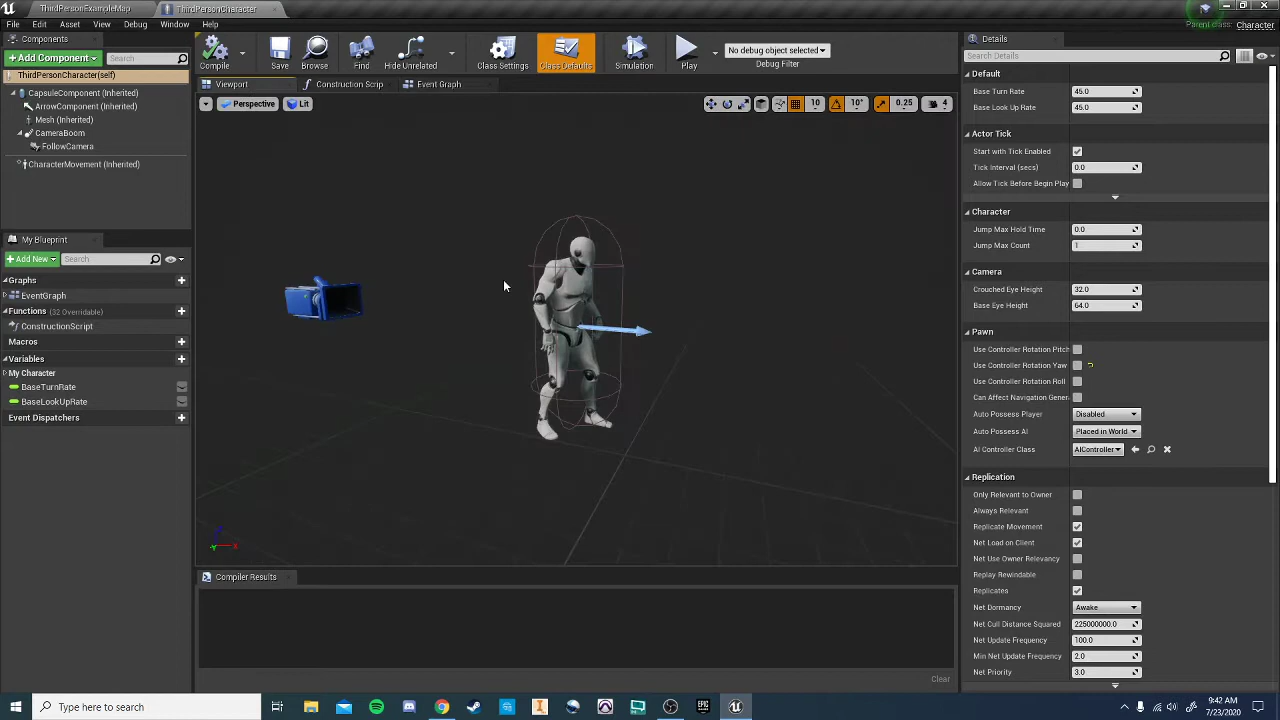 ThirdPersonExampleMap
ThirdPersonCharacter
File Edit Asset View Debug Window Help
Parent class: Character
Components
Add Component
Search
ThirdPersonCharacter(self)
CapsuleComponent (Inherited)
ArrowComponent (Inherited)
Mesh (Inherited)
CameraBoom
FollowCamera
CharacterMovement (Inherited)
My Blueprint
Add New
Search
Graphs
EventGraph
Functions (32 Overridable)
ConstructionScript
Macros
Variables
My Character
BaseTurnRate
BaseLookUpRate
Event Dispatchers
Compile
Save
Browse
Find
Hide Unrelated
Class Settings
Class Defaults
Simulation
Play
No debug object selected
Debug Filter
Viewport
Construction Script
Event Graph
Perspective
Lit
10
10°
0.25
4
Compiler Results
Clear
Details
Search Details
Default
Base Turn Rate 45.0
Base Look Up Rate 45.0
Actor Tick
Start with Tick Enabled
Tick Interval (secs) 0.0
Allow Tick Before Begin Play
Character
Jump Max Hold Time 0.0
Jump Max Count 1
Camera
Crouched Eye Height 32.0
Base Eye Height 64.0
Pawn
Use Controller Rotation Pitch
Use Controller Rotation Yaw
Use Controller Rotation Roll
Can Affect Navigation Gener
Auto Possess Player Disabled
Auto Possess AI Placed in World
AI Controller Class AIController
Replication
Only Relevant to Owner
Always Relevant
Replicate Movement
Net Load on Client
Net Use Owner Relevancy
Replay Rewindable
Replicates
Net Dormancy Awake
Net Cull Distance Squared 225000000.0
Net Update Frequency 100.0
Min Net Update Frequency 2.0
Net Priority 3.0
Type here to search
9:42 AM
7/23/2020